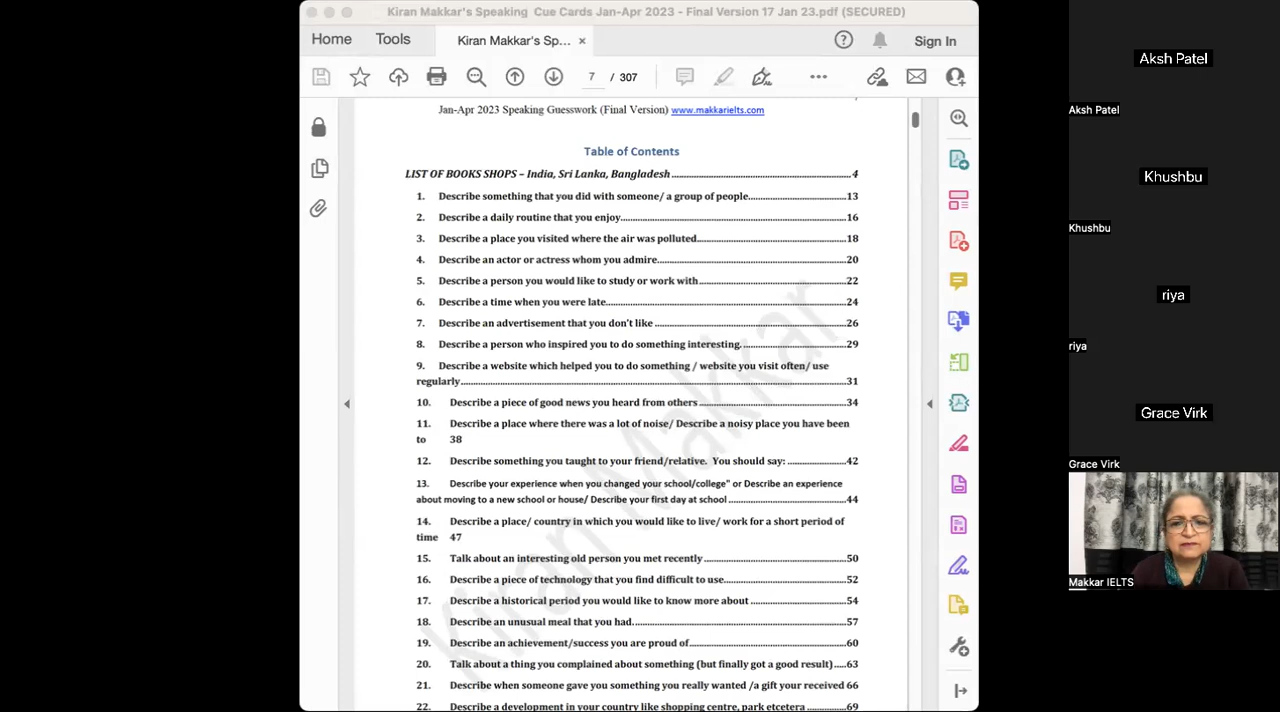 Kiran Makkar's Speaking Cue Cards Jan-Apr 2023 - Final Version 17 Jan 23.pdf (SECURED)
Home Tools Kiran Makkar's Sp... × Sign In
7 / 307
Jan-Apr 2023 Speaking Guesswork (Final Version) www.makkarielts.com
Table of Contents
LIST OF BOOKS SHOPS – India, Sri Lanka, Bangladesh 4
1. Describe something that you did with someone/ a group of people 13
2. Describe a daily routine that you enjoy 16
3. Describe a place you visited where the air was polluted 18
4. Describe an actor or actress whom you admire 20
5. Describe a person you would like to study or work with 22
6. Describe a time when you were late 24
7. Describe an advertisement that you don't like 26
8. Describe a person who inspired you to do something interesting. 29
9. Describe a website which helped you to do something / website you visit often/ use
regularly 31
10. Describe a piece of good news you heard from others 34
11. Describe a place where there was a lot of noise/ Describe a noisy place you have been
to 38
12. Describe something you taught to your friend/relative. You should say: 42
13. Describe your experience when you changed your school/college" or Describe an experience
about moving to a new school or house/ Describe your first day at school 44
14. Describe a place/ country in which you would like to live/ work for a short period of
time 47
15. Talk about an interesting old person you met recently 50
16. Describe a piece of technology that you find difficult to use 52
17. Describe a historical period you would like to know more about 54
18. Describe an unusual meal that you had. 57
19. Describe an achievement/success you are proud of 60
20. Talk about a thing you complained about something (but finally got a good result) 63
21. Describe when someone gave you something you really wanted /a gift your received 66
22. Describe a development in your country like shopping centre, park etcetera 69
Kiran Makkar
Aksh Patel
Aksh Patel
Khushbu
Khushbu
riya
riya
Grace Virk
Grace Virk
Makkar IELTS